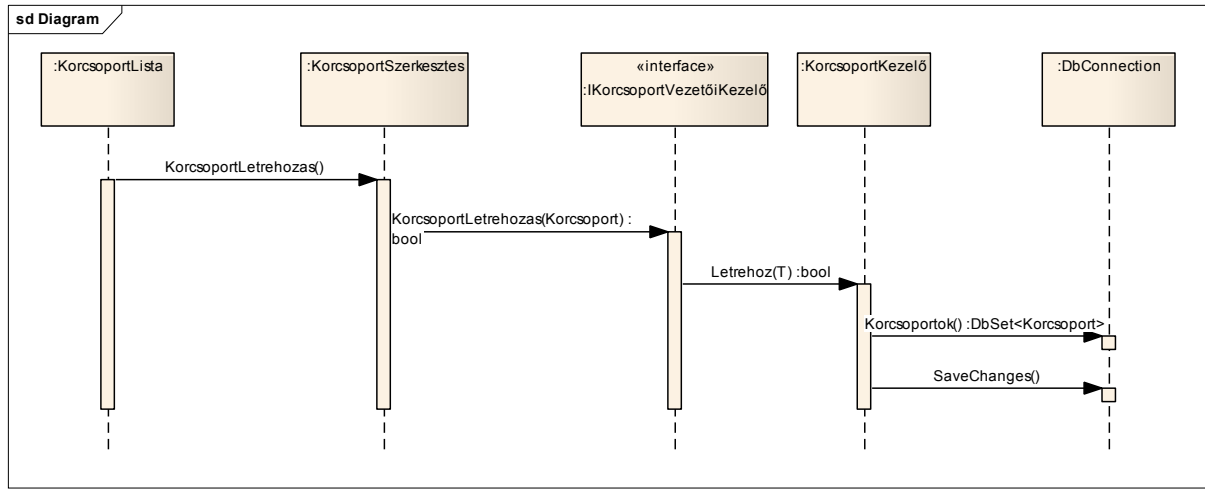 sd Diagram
:KorcsoportLista
:KorcsoportSzerkesztes
«interface»
:IKorcsoportVezetőiKezelő
:KorcsoportKezelő
:DbConnection
KorcsoportLetrehozas()
KorcsoportLetrehozas(Korcsoport) :
bool
Letrehoz(T) :bool
Korcsoportok() :DbSet<Korcsoport>
SaveChanges()